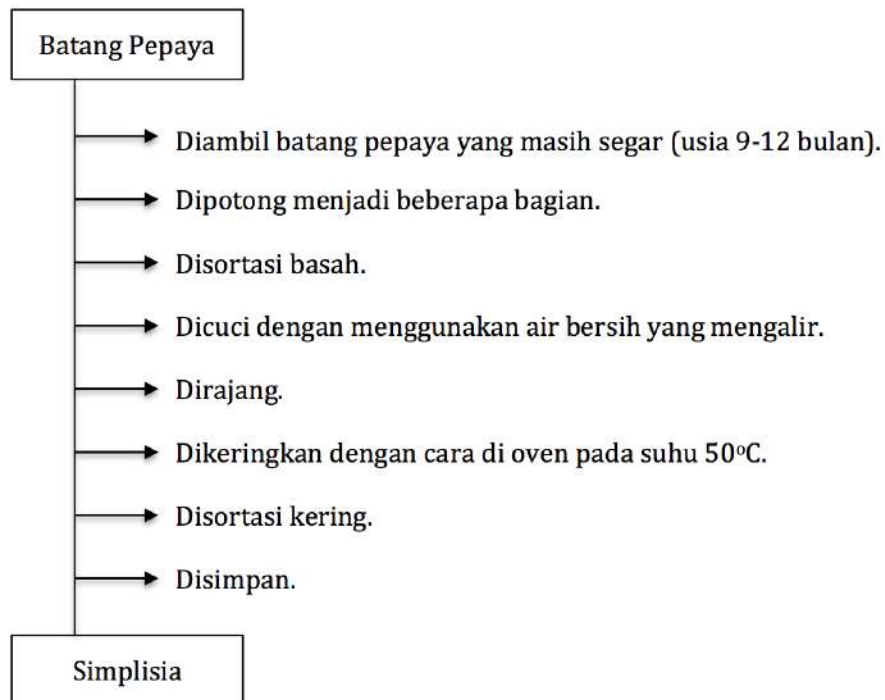 Batang Pepaya
Diambil batang pepaya yang masih segar (usia 9-12 bulan).
Dipotong menjadi beberapa bagian.
Disortasi basah.
Dicuci dengan menggunakan air bersih yang mengalir.
Dirajang.
Dikeringkan dengan cara di oven pada suhu 50ºC.
Disortasi kering.
Disimpan.
Simplisia